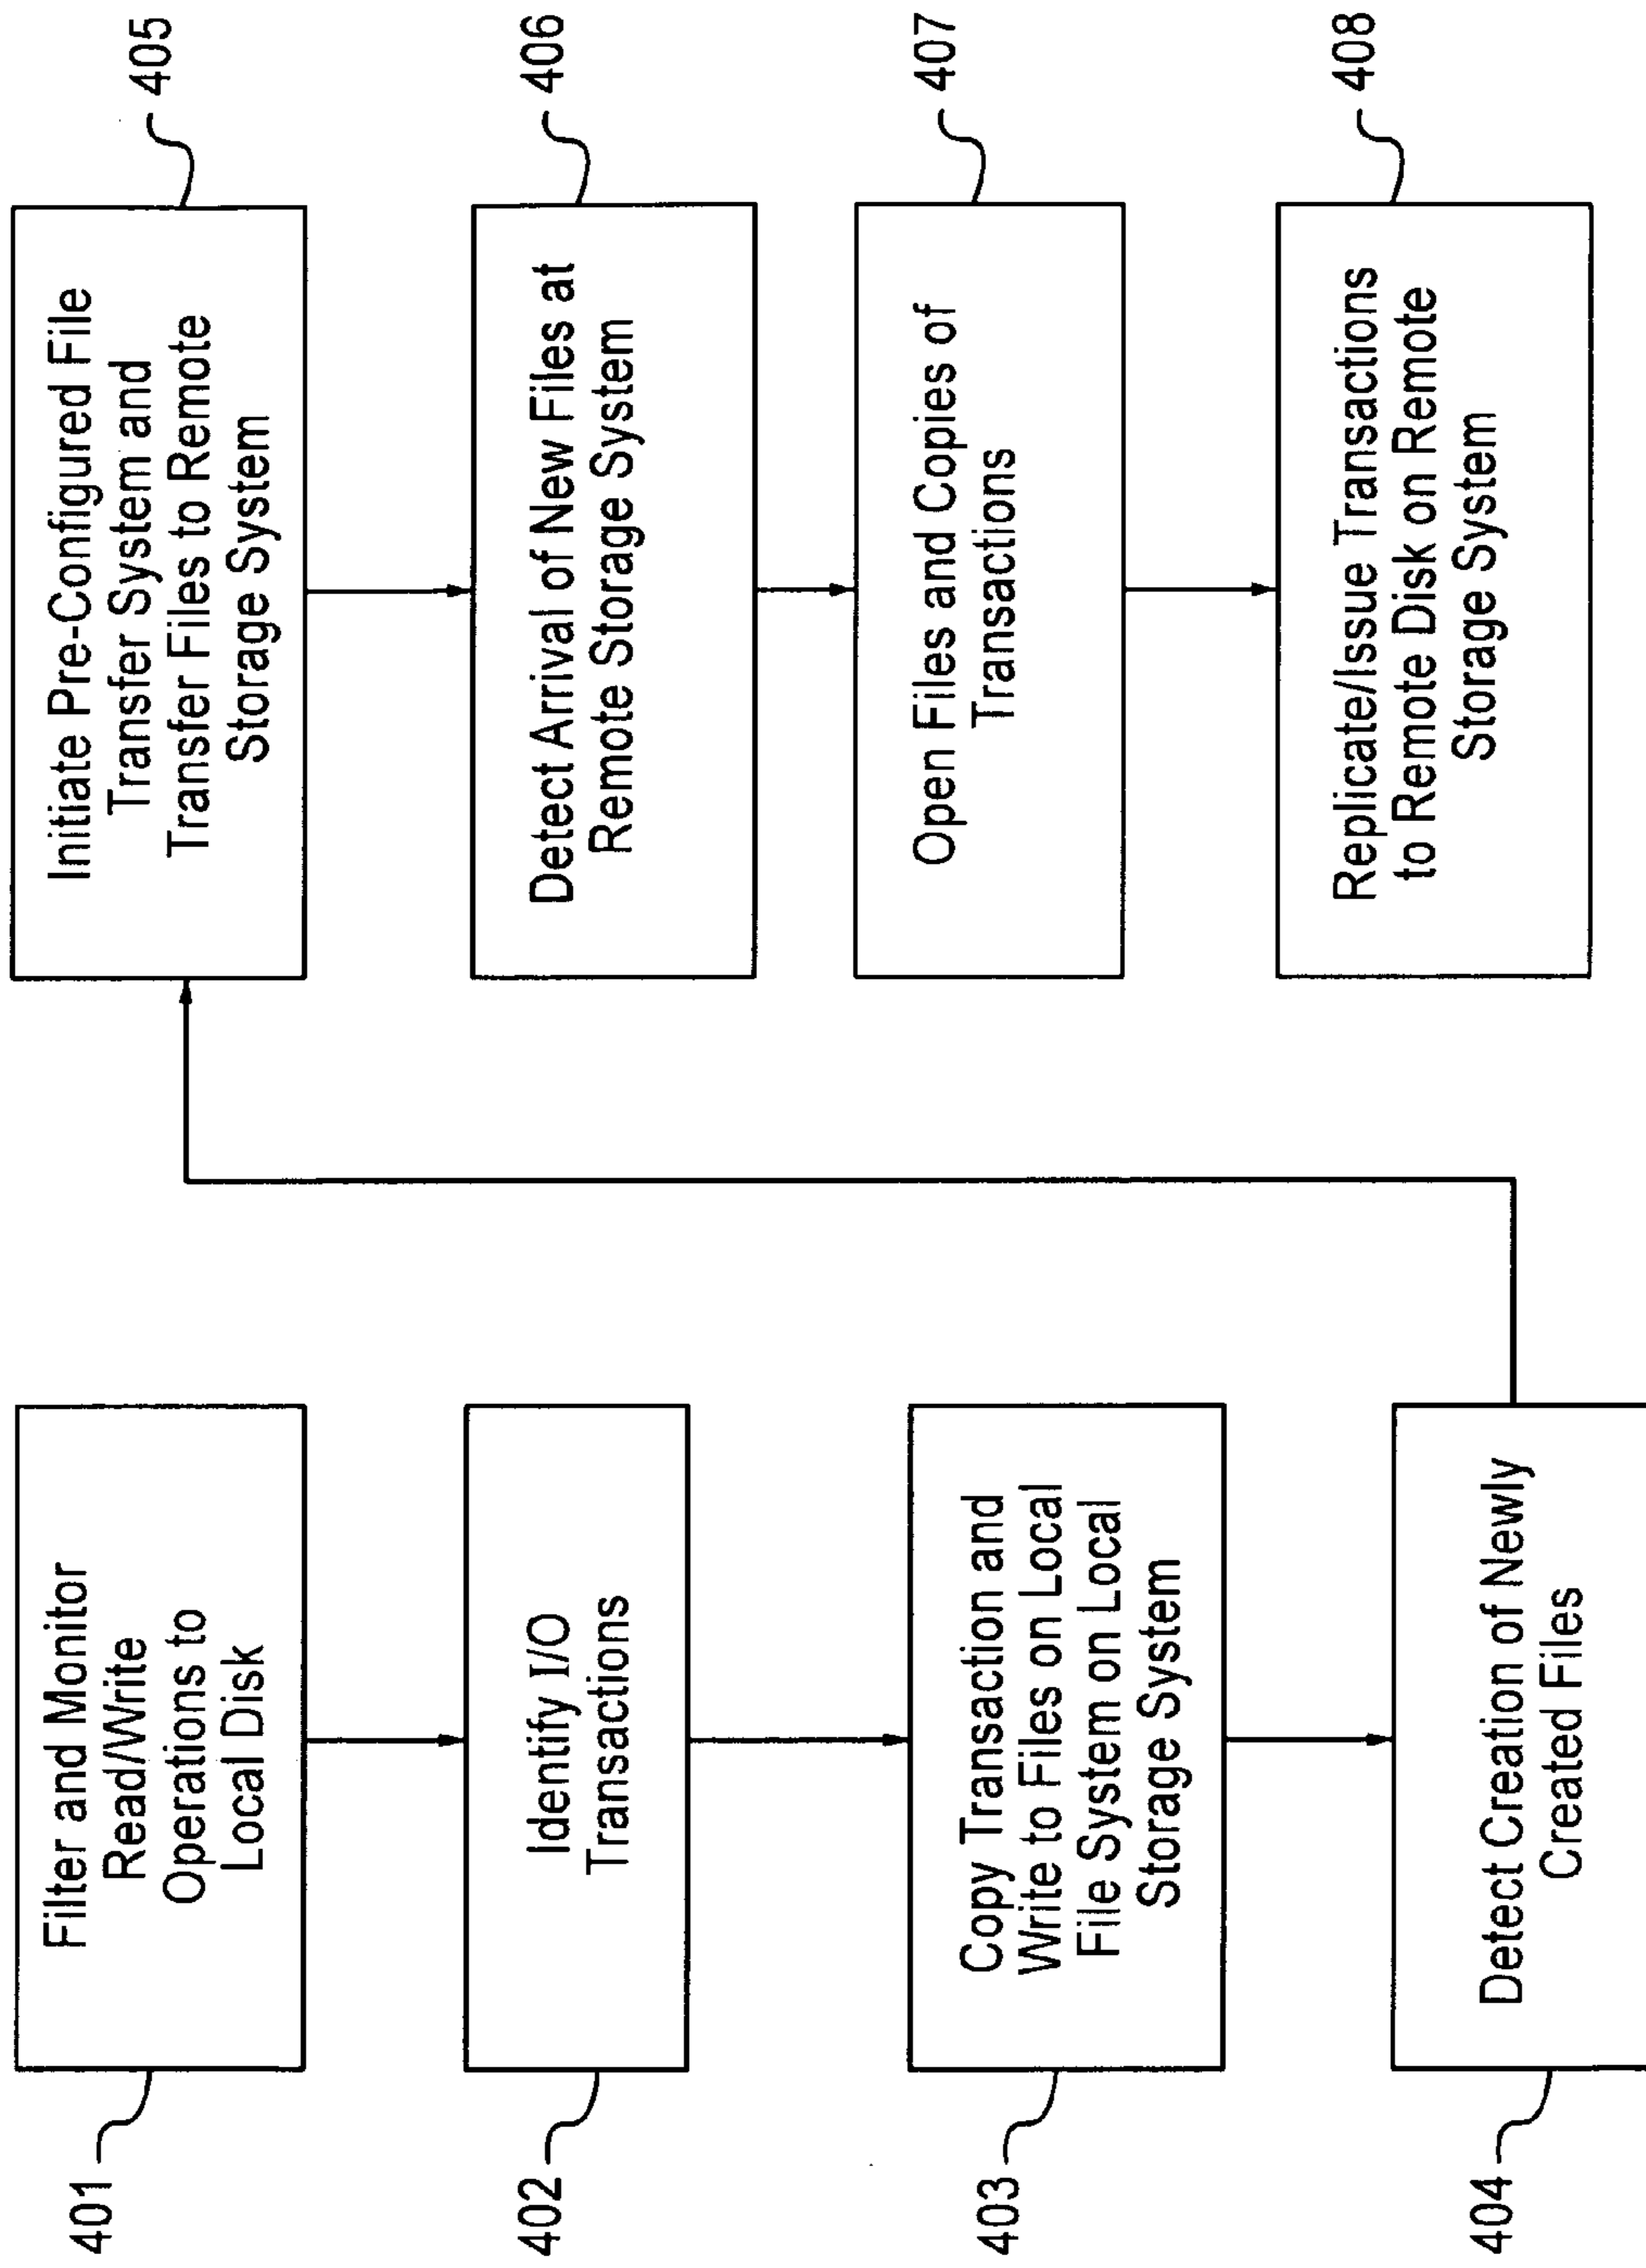 401
Filter and Monitor
Read/Write
Operations to
Local Disk
402
Identify I/O
Transactions
403
Copy Transaction and
Write to Files on Local
File System on Local
Storage System
404
Detect Creation of Newly
Created Files
405
Initiate Pre-Configured File
Transfer System and
Transfer Files to Remote
Storage System
406
Detect Arrival of New Files at
Remote Storage System
407
Open Files and Copies of
Transactions
408
Replicate/Issue Transactions
to Remote Disk on Remote
Storage System